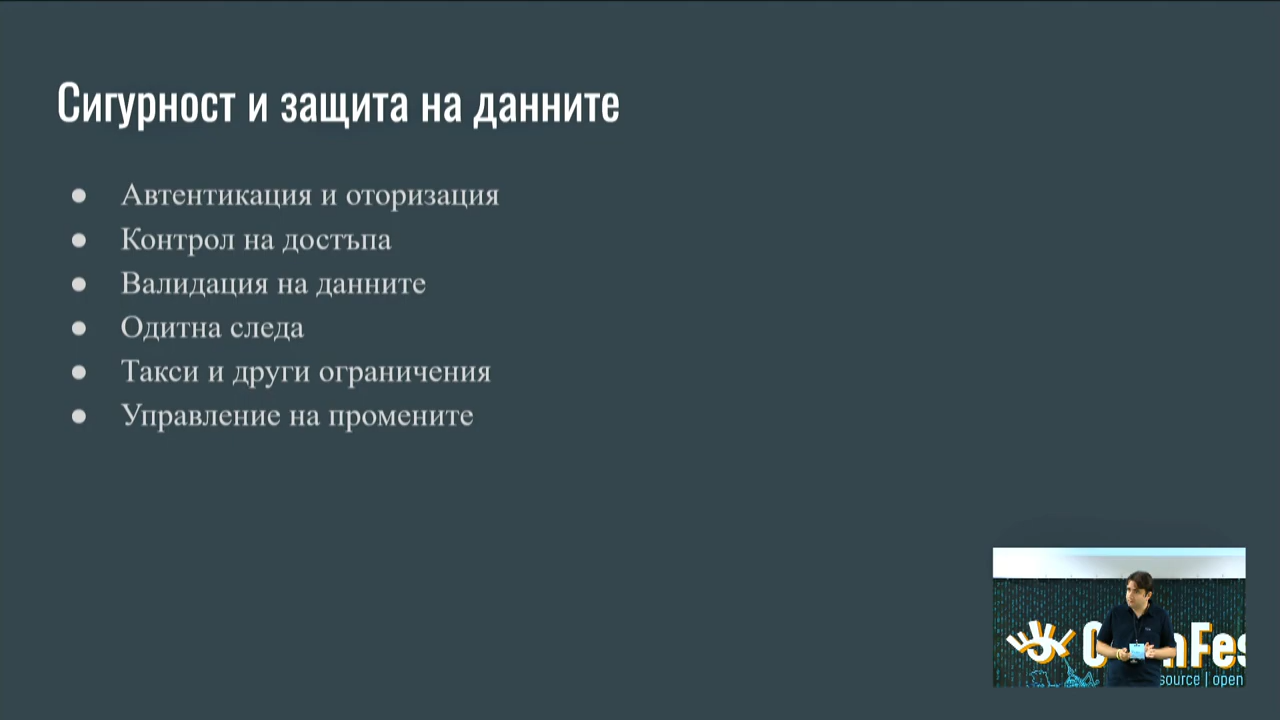 Сигурност и защита на данните
Автентикация и оторизация
Контрол на достъпа
Валидация на данните
Одитна следа
Такси и други ограничения
Управление на промените
source | open